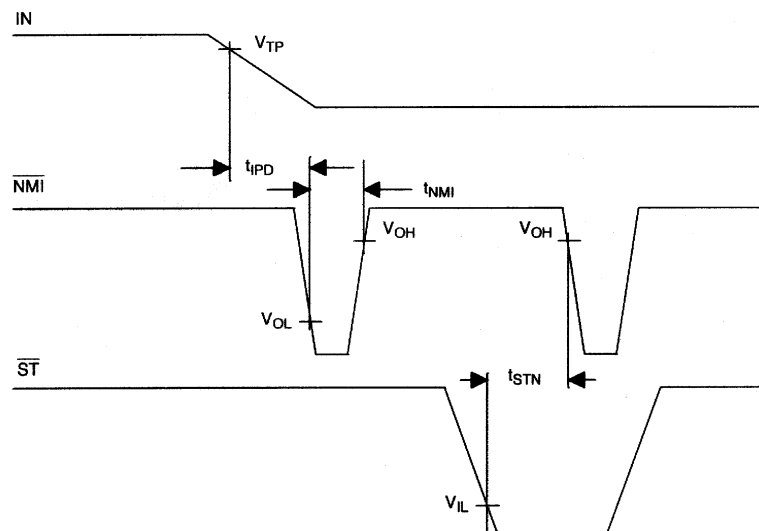 IN
VTP
tIPD
NMI
tNMI
VOH
VOH
VOL
ST
tSTN
VIL